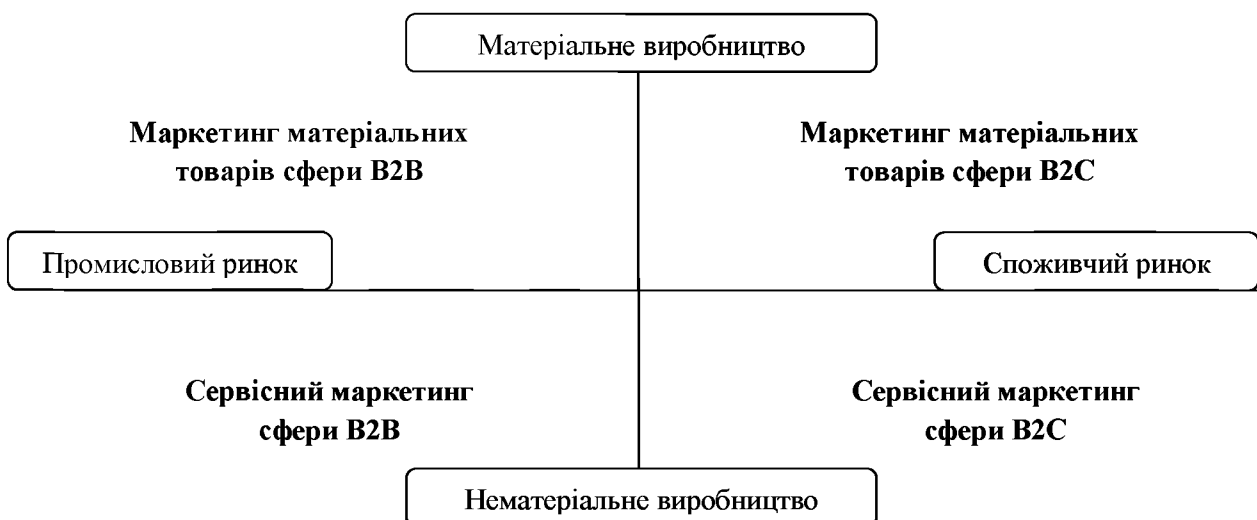 Матеріальне виробництво
Маркетинг матеріальних
товарів сфери B2B
Маркетинг матеріальних
товарів сфери B2C
Промисловий ринок
Споживчий ринок
Сервісний маркетинг
сфери B2B
Сервісний маркетинг
сфери B2C
Нематеріальне виробництво